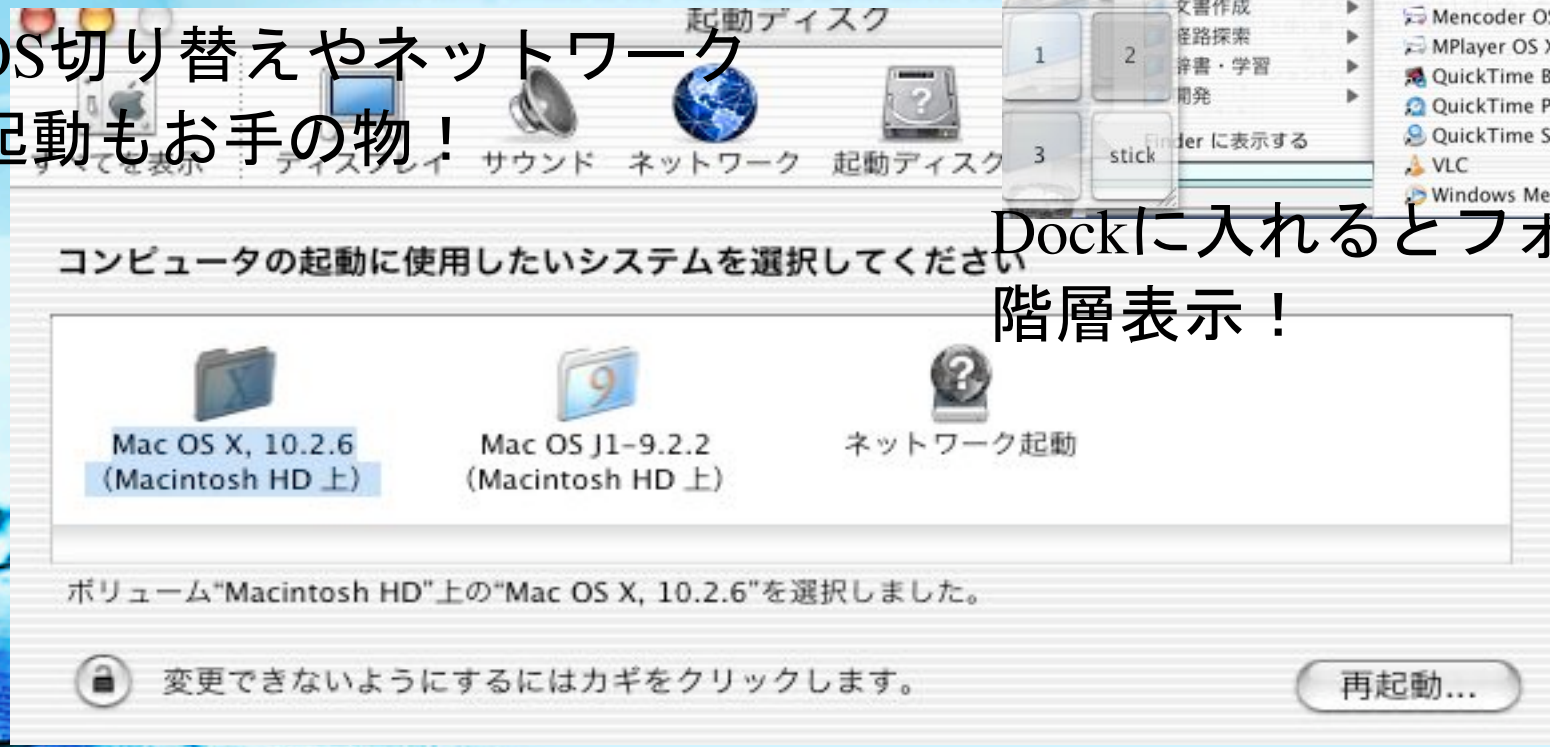 起動ディスク
OS切り替えやネットワーク
起動もお手の物！
すべてを表示 ディスプレイ サウンド ネットワーク 起動ディスク
文書作成
経路探索
辞書・学習
開発
Finder に表示する
1 2
3 stick
Mencoder OS
MPlayer OS X
QuickTime B
QuickTime P
QuickTime S
VLC
Windows Me
Dockに入れるとフォ
階層表示！
コンピュータの起動に使用したいシステムを選択してください
Mac OS X, 10.2.6
（Macintosh HD 上）
Mac OS J1-9.2.2
（Macintosh HD 上）
ネットワーク起動
ボリューム“Macintosh HD”上の“Mac OS X, 10.2.6”を選択しました。
変更できないようにするにはカギをクリックします。
再起動...